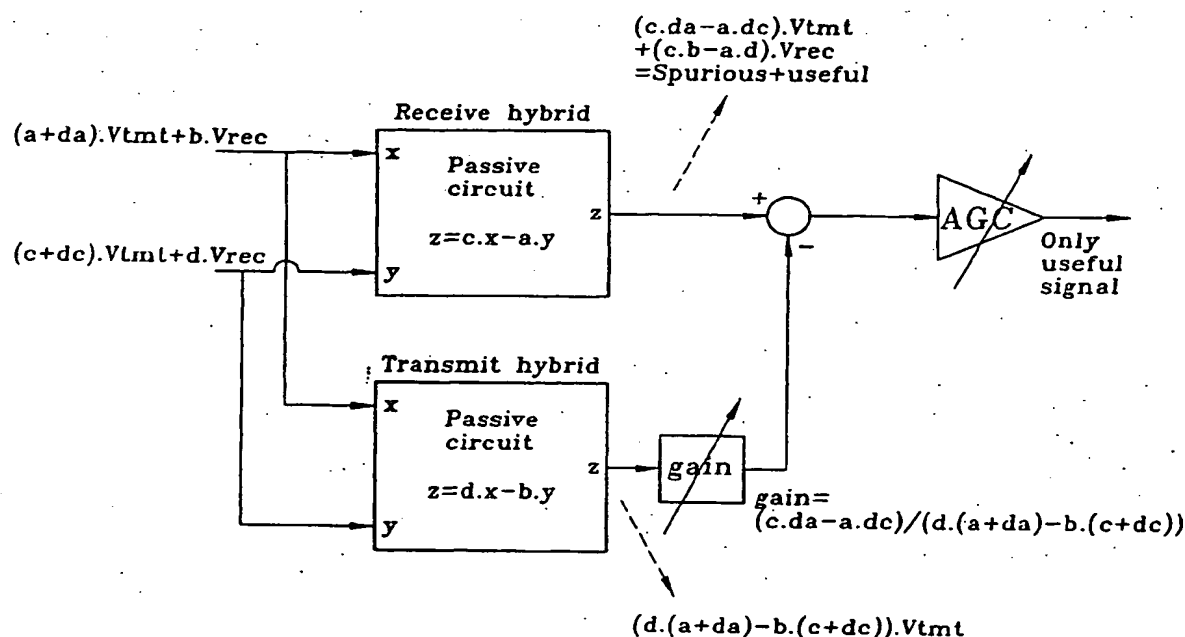 (c.da-a.dc).Vtmt
+(c.b-a.d).Vrec
=Spurious+useful
Receive hybrid
(a+da).Vtmt+b.Vrec
x
Passive
circuit
z
z=c.x-a.y
y
(c+dc).Vtmt+d.Vrec
+
-
AGC
Only
useful
signal
Transmit hybrid
x
Passive
circuit
z
z=d.x-b.y
y
gain
gain=
(c.da-a.dc)/(d.(a+da)-b.(c+dc))
(d.(a+da)-b.(c+dc)).Vtmt